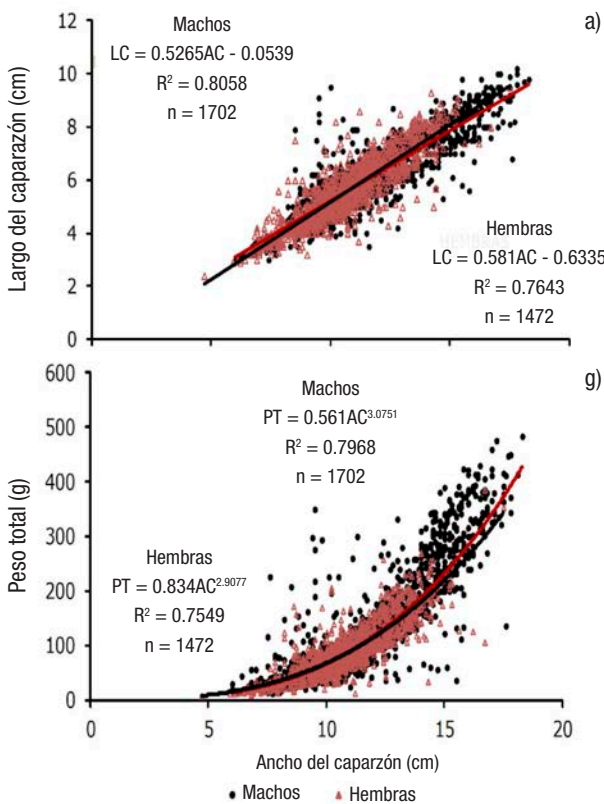 a)
Machos
LC = 0.5265AC - 0.0539
R² = 0.8058
n = 1702
Largo del caparazón (cm)
12
10
8
6
4
2
0
HEMBRAS
Hembras
LC = 0.581AC - 0.6335
R² = 0.7643
n = 1472
g)
Machos
PT = 0.561AC^3.0751
R² = 0.7968
n = 1702
Peso total (g)
600
500
400
300
200
100
0
Hembras
PT = 0.834AC^2.9077
R² = 0.7549
n = 1472
0 5 10 15 20
Ancho del caparzón (cm)
Machos Hembras